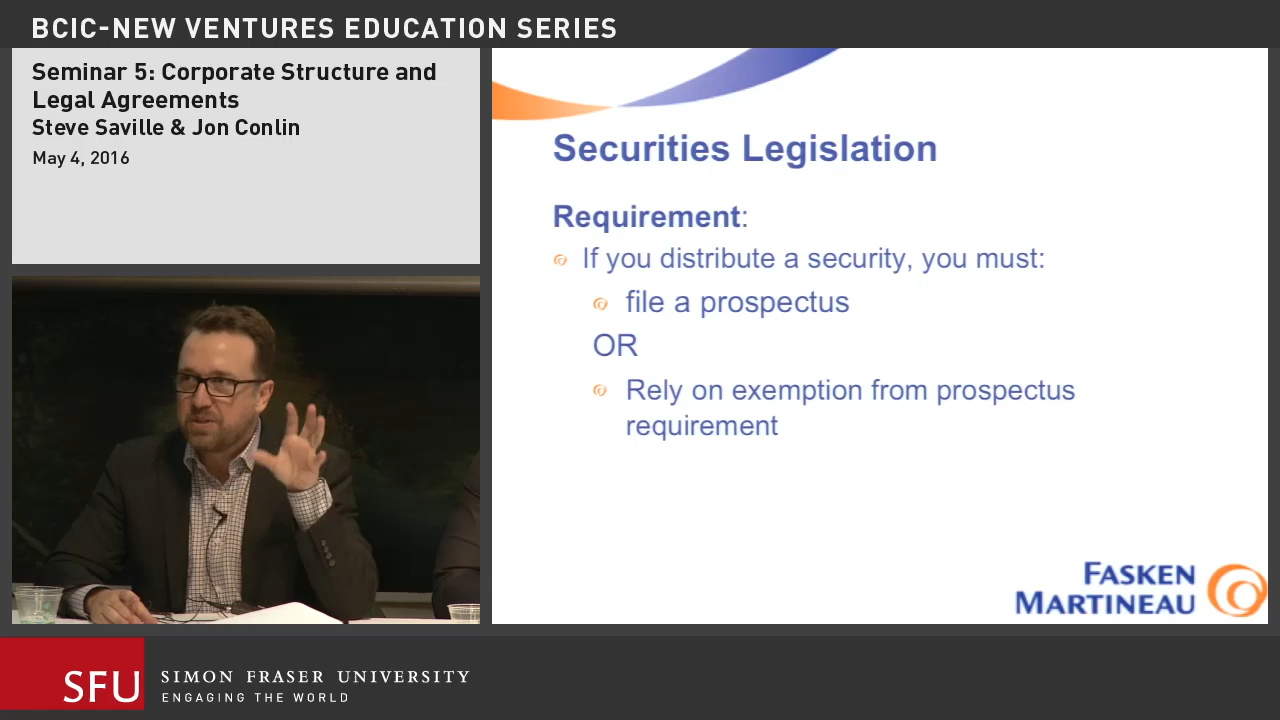 BCIC-NEW VENTURES EDUCATION SERIES
Seminar 5: Corporate Structure and
Legal Agreements
Steve Saville & Jon Conlin
May 4, 2016
Securities Legislation
Requirement:
If you distribute a security, you must:
file a prospectus
OR
Rely on exemption from prospectus
requirement
FASKEN
MARTINEAU
SFU SIMON FRASER UNIVERSITY
ENGAGING THE WORLD